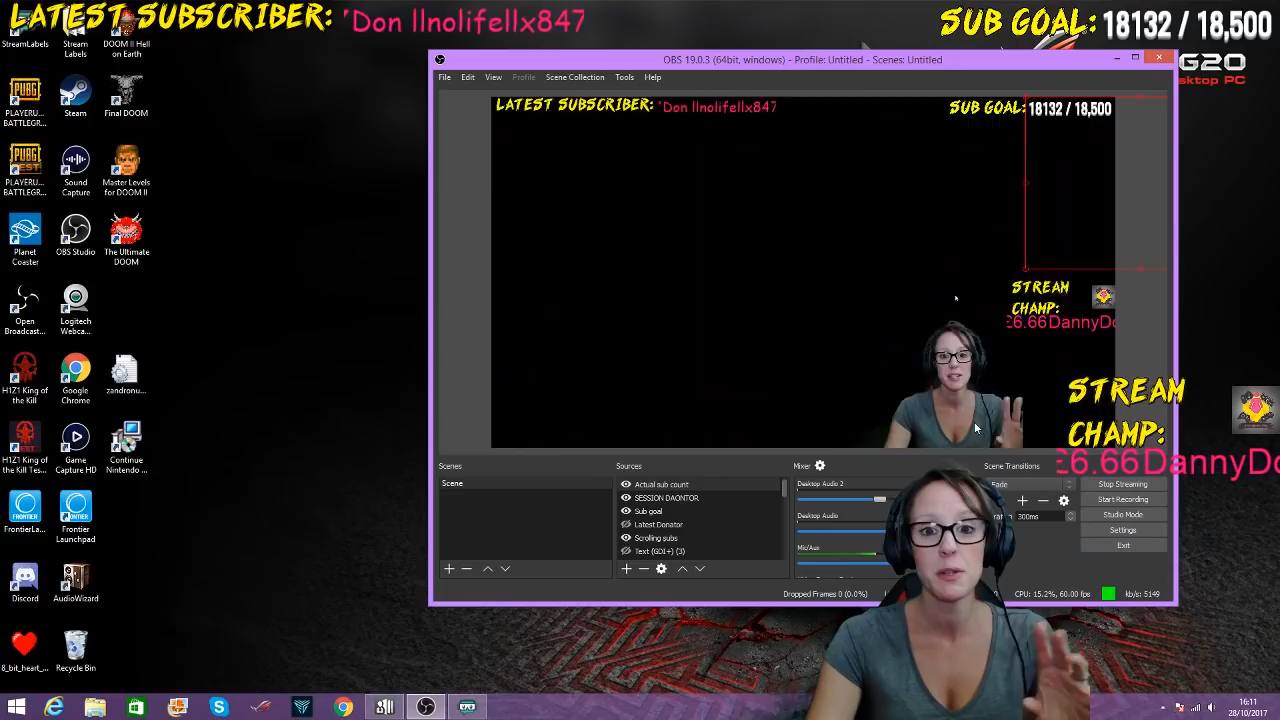 LATEST SUBSCRIBER: 'Don llnolifellx847
SUB GOAL: 18132 / 18,500
G20
esktop PC
StreamLabels
Stream Labels
DOOM II Hell on Earth
PLAYERU... BATTLEGR...
Steam
Final DOOM
PLAYERU... BATTLEGR...
Sound Capture
Master Levels for DOOM II
Planet Coaster
OBS Studio
The Ultimate DOOM
Open Broadcast...
Logitech Webca...
H1Z1 King of the Kill
Google Chrome
zandronu...
H1Z1 King of the Kill Tes...
Game Capture HD
Continue Nintendo ...
FrontierLa...
Frontier Launchpad
Discord
AudioWizard
8_bit_heart_...
Recycle Bin
OBS 19.0.3 (64bit, windows) - Profile: Untitled - Scenes: Untitled
File Edit View Profile Scene Collection Tools Help
LATEST SUBSCRIBER: 'Don llnolifellx847
SUB GOAL: 18132 / 18,500
STREAM
CHAMP:
£6.66DannyDo
STREAM
CHAMP:
£6.66DannyDo
Scenes
Scene
Sources
Actual sub count
SESSION DAONTOR
Sub goal
Latest Donator
Scrolling subs
Text (GDI+) (3)
Mixer
Desktop Audio 2
Desktop Audio
Mic/Aux
Scene Transitions
Fade
300ms
Stop Streaming
Start Recording
Studio Mode
Settings
Exit
Dropped Frames 0 (0.0%)
CPU: 15.2%, 60.00 fps
kb/s: 5149
16:11
28/10/2017